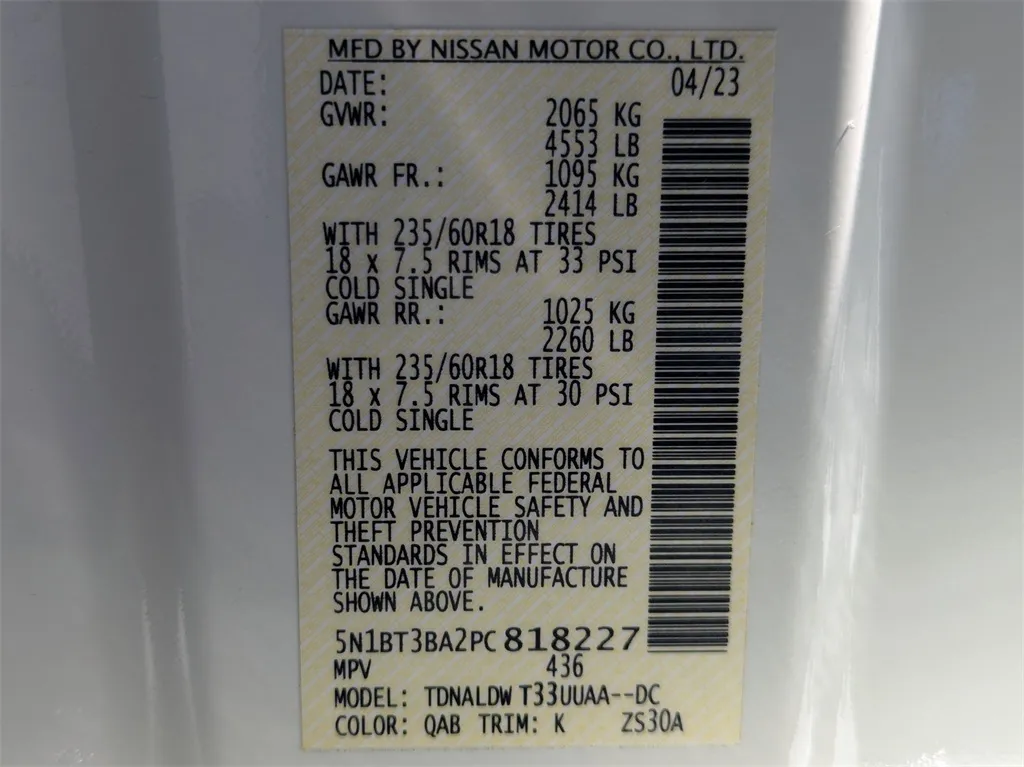 MFD BY NISSAN MOTOR CO., LTD.
DATE: 04/23
GVWR: 2065 KG
4553 LB
GAWR FR.: 1095 KG
2414 LB
WITH 235/60R18 TIRES
18 x 7.5 RIMS AT 33 PSI
COLD SINGLE
GAWR RR.: 1025 KG
2260 LB
WITH 235/60R18 TIRES
18 x 7.5 RIMS AT 30 PSI
COLD SINGLE
THIS VEHICLE CONFORMS TO
ALL APPLICABLE FEDERAL
MOTOR VEHICLE SAFETY AND
THEFT PREVENTION
STANDARDS IN EFFECT ON
THE DATE OF MANUFACTURE
SHOWN ABOVE.
5N1BT3BA2PC818227
MPV 436
MODEL: TDNALDW T33UUAA--DC
COLOR: QAB TRIM: K ZS30A